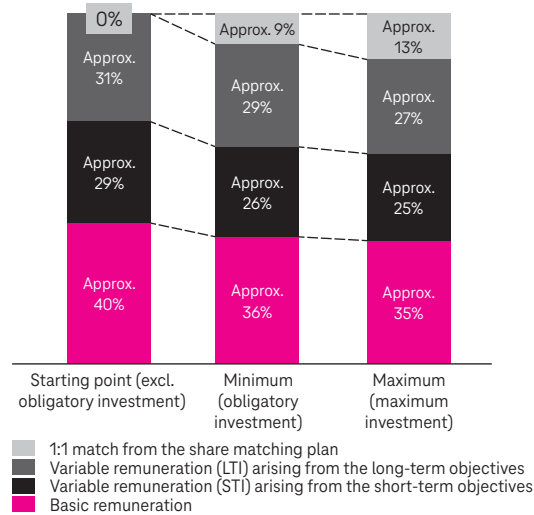 0%
Approx.
31%
Approx.
29%
Approx.
40%
Approx. 9%
Approx.
29%
Approx.
26%
Approx.
36%
Approx.
13%
Approx.
27%
Approx.
25%
Approx.
35%
Starting point (excl.
obligatory investment)
Minimum
(obligatory
investment)
Maximum
(maximum
investment)
1:1 match from the share matching plan
Variable remuneration (LTI) arising from the long-term objectives
Variable remuneration (STI) arising from the short-term objectives
Basic remuneration